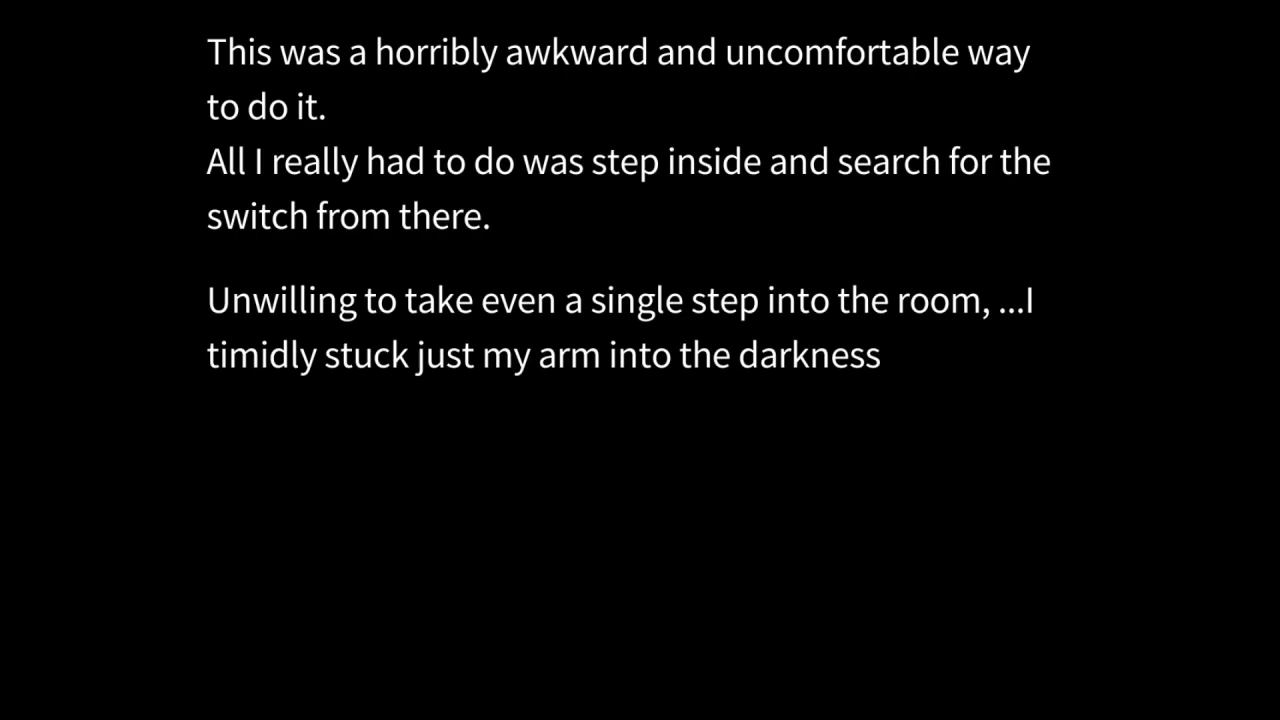 This was a horribly awkward and uncomfortable way
to do it.
All I really had to do was step inside and search for the
switch from there.
Unwilling to take even a single step into the room, ...I
timidly stuck just my arm into the darkness